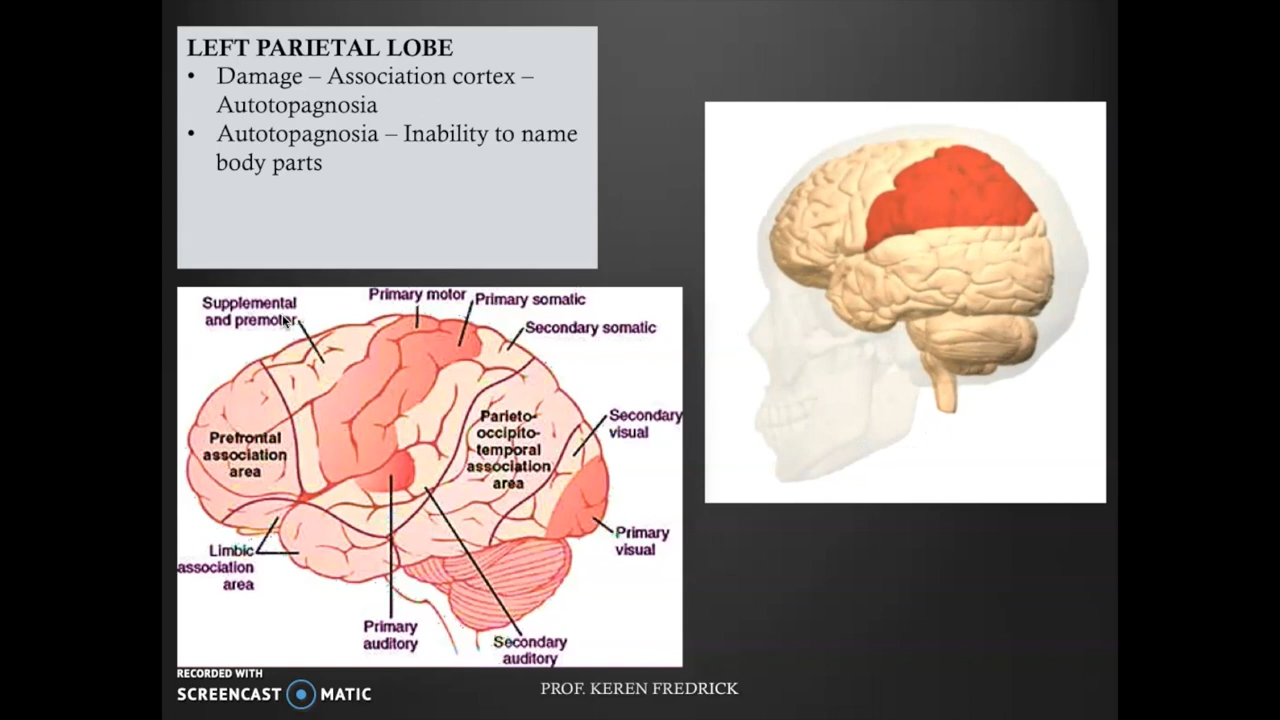 LEFT PARIETAL LOBE
• Damage – Association cortex –
Autotopagnosia
• Autotopagnosia – Inability to name
body parts
Supplemental
and premotor
Primary motor
Primary somatic
Secondary somatic
Prefrontal
association
area
Parieto-
occipito-
temporal
association
area
Secondary
visual
Primary
visual
Limbic
association
area
Primary
auditory
Secondary
auditory
RECORDED WITH
SCREENCAST MATIC
PROF. KEREN FREDRICK